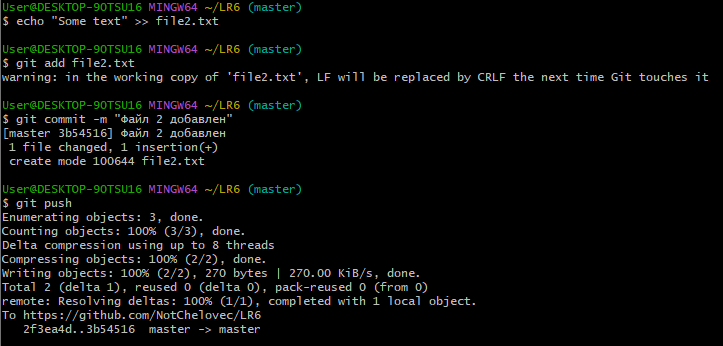 User@DESKTOP-9OTSU16 MINGW64 ~/LR6 (master)
$ echo "Some text" >> file2.txt
User@DESKTOP-9OTSU16 MINGW64 ~/LR6 (master)
$ git add file2.txt
warning: in the working copy of 'file2.txt', LF will be replaced by CRLF the next time Git touches it
User@DESKTOP-9OTSU16 MINGW64 ~/LR6 (master)
$ git commit -m "Файл 2 добавлен"
[master 3b54516] Файл 2 добавлен
1 file changed, 1 insertion(+)
create mode 100644 file2.txt
User@DESKTOP-9OTSU16 MINGW64 ~/LR6 (master)
$ git push
Enumerating objects: 3, done.
Counting objects: 100% (3/3), done.
Delta compression using up to 8 threads
Compressing objects: 100% (2/2), done.
Writing objects: 100% (2/2), 270 bytes | 270.00 KiB/s, done.
Total 2 (delta 1), reused 0 (delta 0), pack-reused 0 (from 0)
remote: Resolving deltas: 100% (1/1), completed with 1 local object.
To https://github.com/NotChelovec/LR6
2f3ea4d..3b54516 master -> master